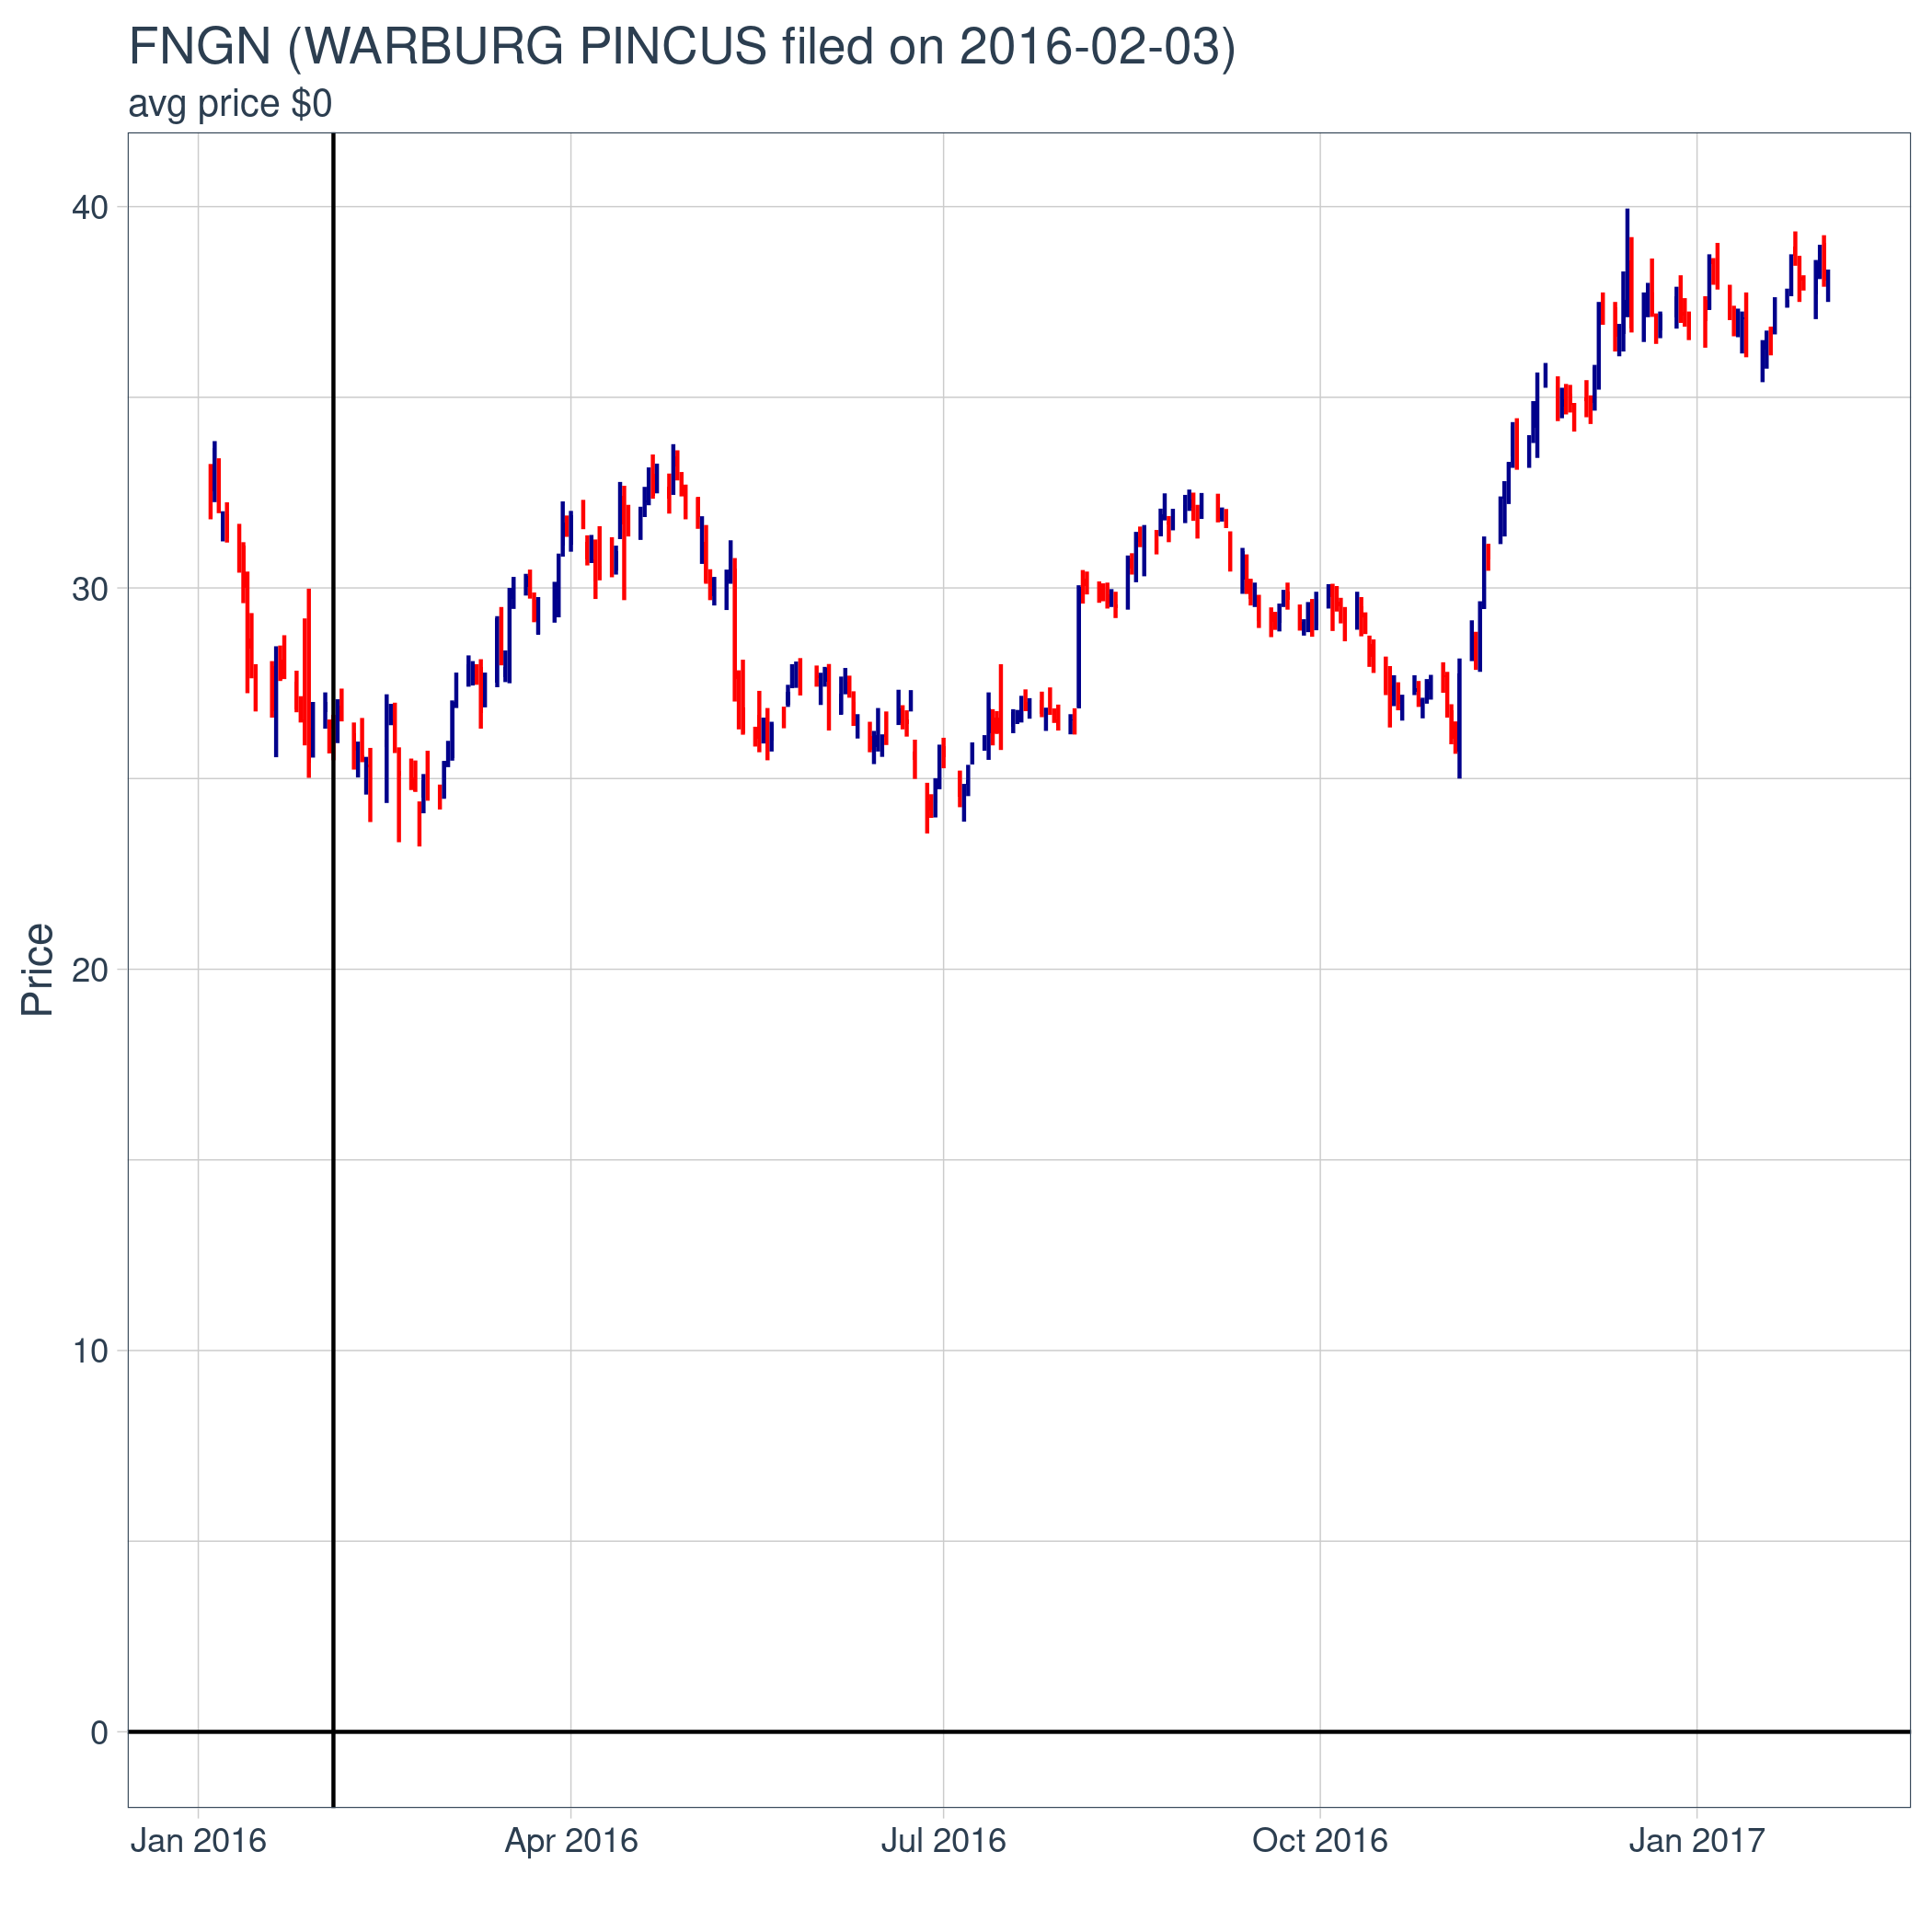 FNGN (WARBURG PINCUS filed on 2016-02-03)
avg price $0
40
30
20
10
0
Price
Jan 2016
Apr 2016
Jul 2016
Oct 2016
Jan 2017